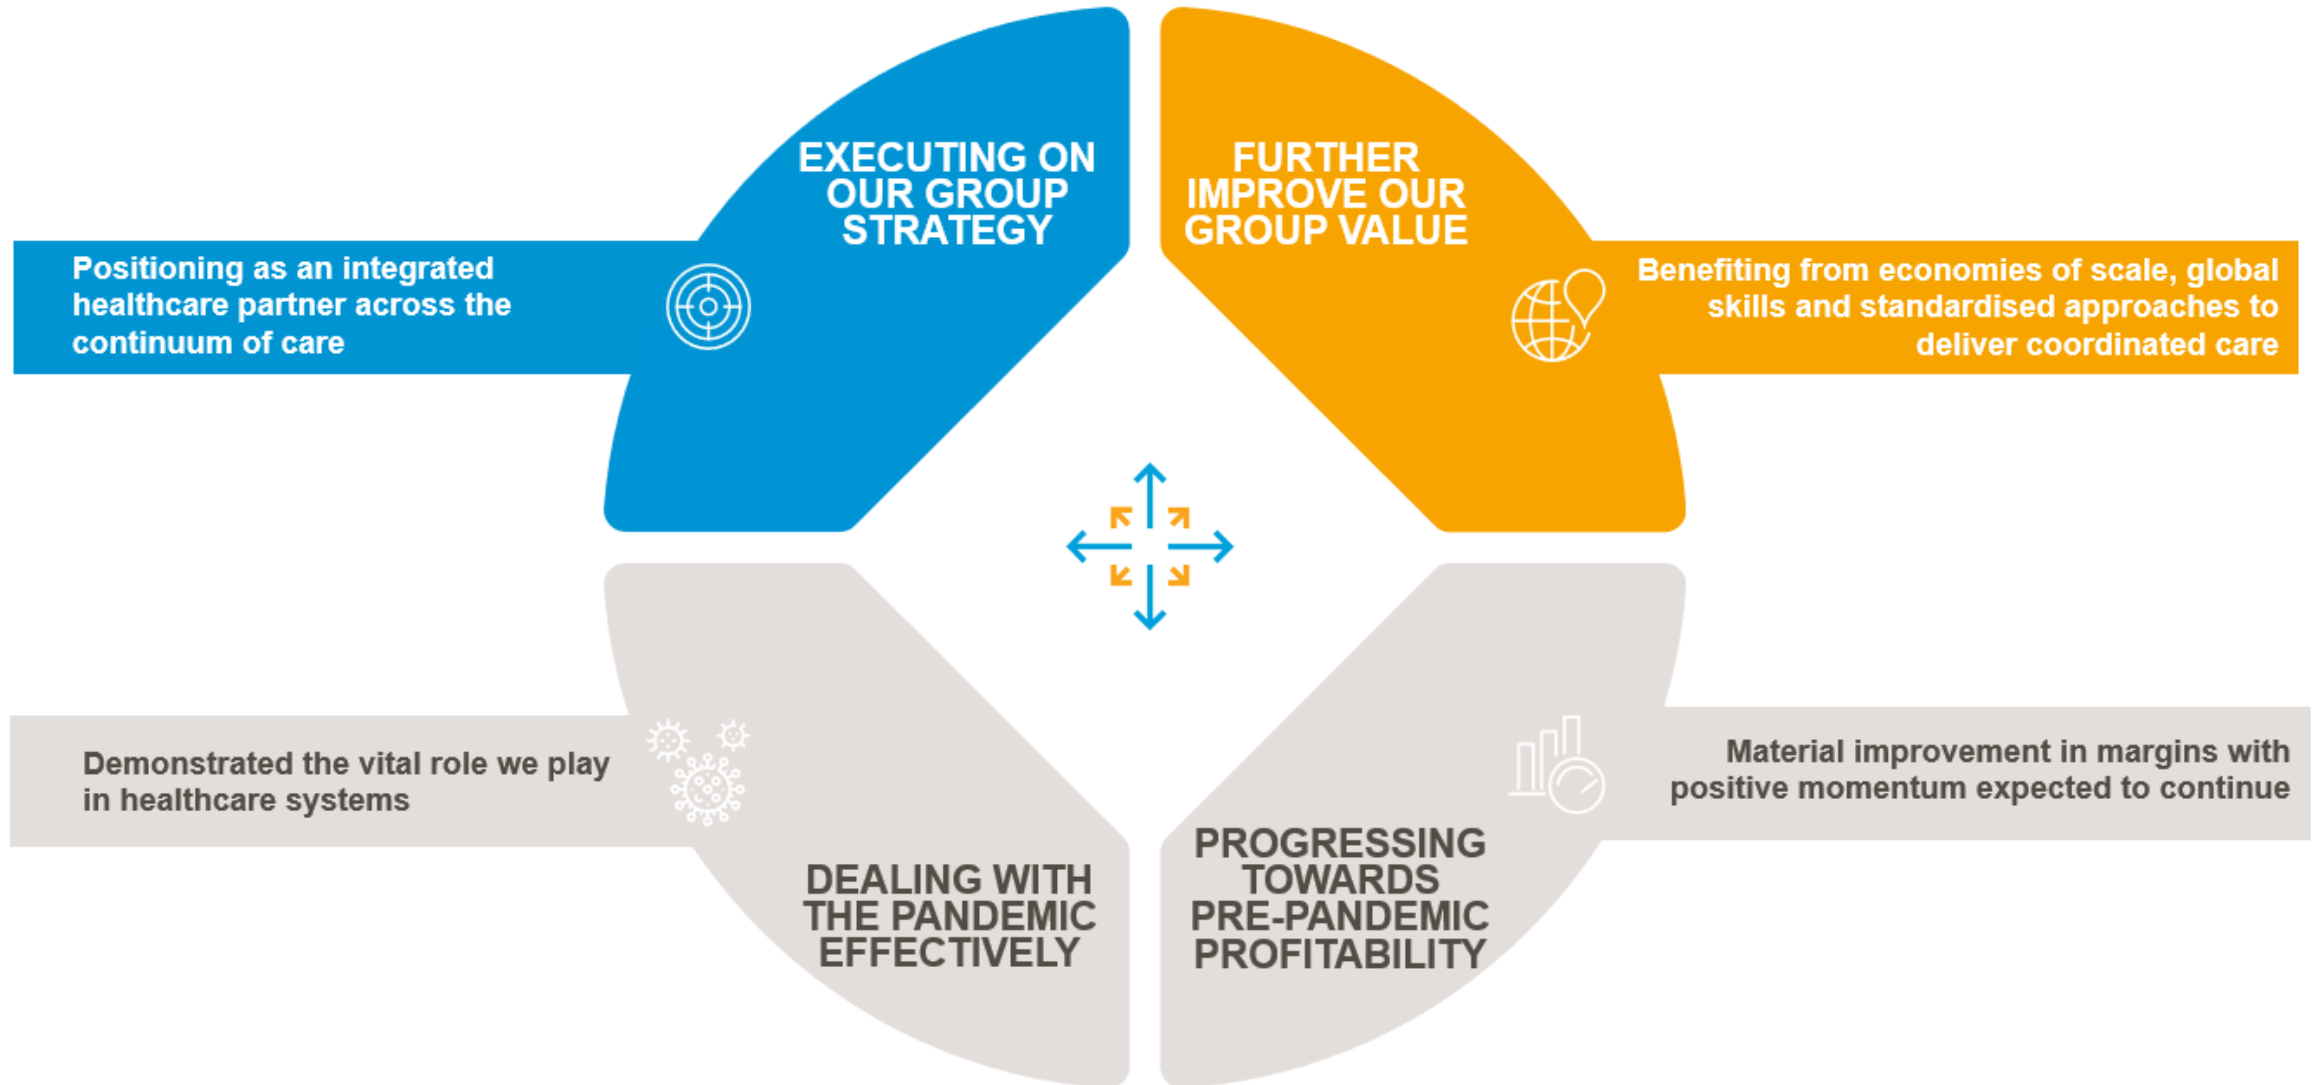 EXECUTING ON
OUR GROUP
STRATEGY
Positioning as an integrated
healthcare partner across the
continuum of care
FURTHER
IMPROVE OUR
GROUP VALUE
Benefiting from economies of scale, global
skills and standardised approaches to
deliver coordinated care
Demonstrated the vital role we play
in healthcare systems
DEALING WITH
THE PANDEMIC
EFFECTIVELY
Material improvement in margins with
positive momentum expected to continue
PROGRESSING
TOWARDS
PRE-PANDEMIC
PROFITABILITY